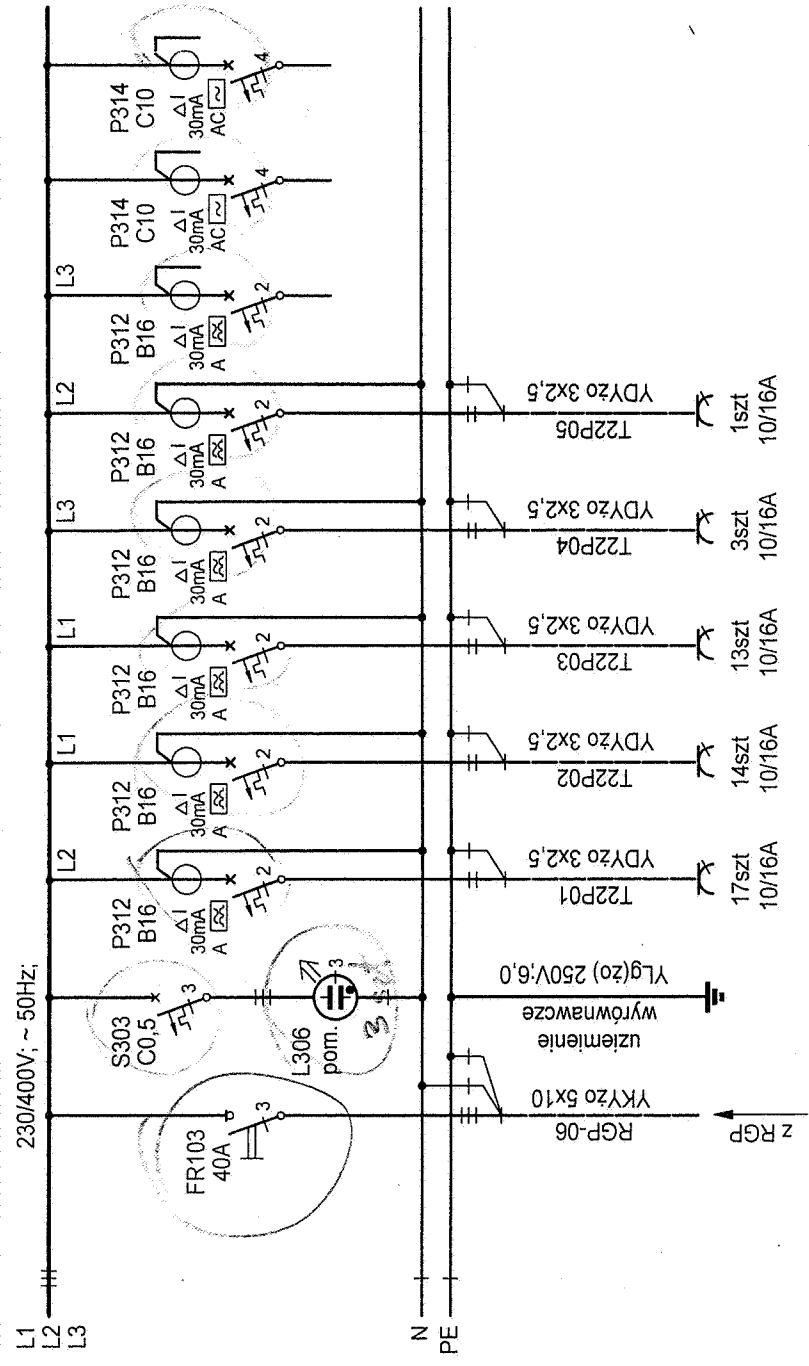 L1
L2
L3
230/400V; ~ 50Hz;
N
PE
FR103
40A
3
RGP-06
YKYżo 5x10
z RGP
S303
C0,5
3
L306
pom.
3
3 szt
uziemienie
wyrównawcze
YLg(żo) 250V;6,0
L2
P312
B16
ΔI
30mA
A
2
T22P01
YDYżo 3x2,5
17szt
10/16A
L1
P312
B16
ΔI
30mA
A
2
T22P02
YDYżo 3x2,5
14szt
10/16A
L1
P312
B16
ΔI
30mA
A
2
T22P03
YDYżo 3x2,5
13szt
10/16A
L3
P312
B16
ΔI
30mA
A
2
T22P04
YDYżo 3x2,5
3szt
10/16A
L2
P312
B16
ΔI
30mA
A
2
T22P05
YDYżo 3x2,5
1szt
10/16A
L3
P312
B16
ΔI
30mA
A
2
P314
C10
ΔI
30mA
AC ~
4
P314
C10
ΔI
30mA
AC ~
4